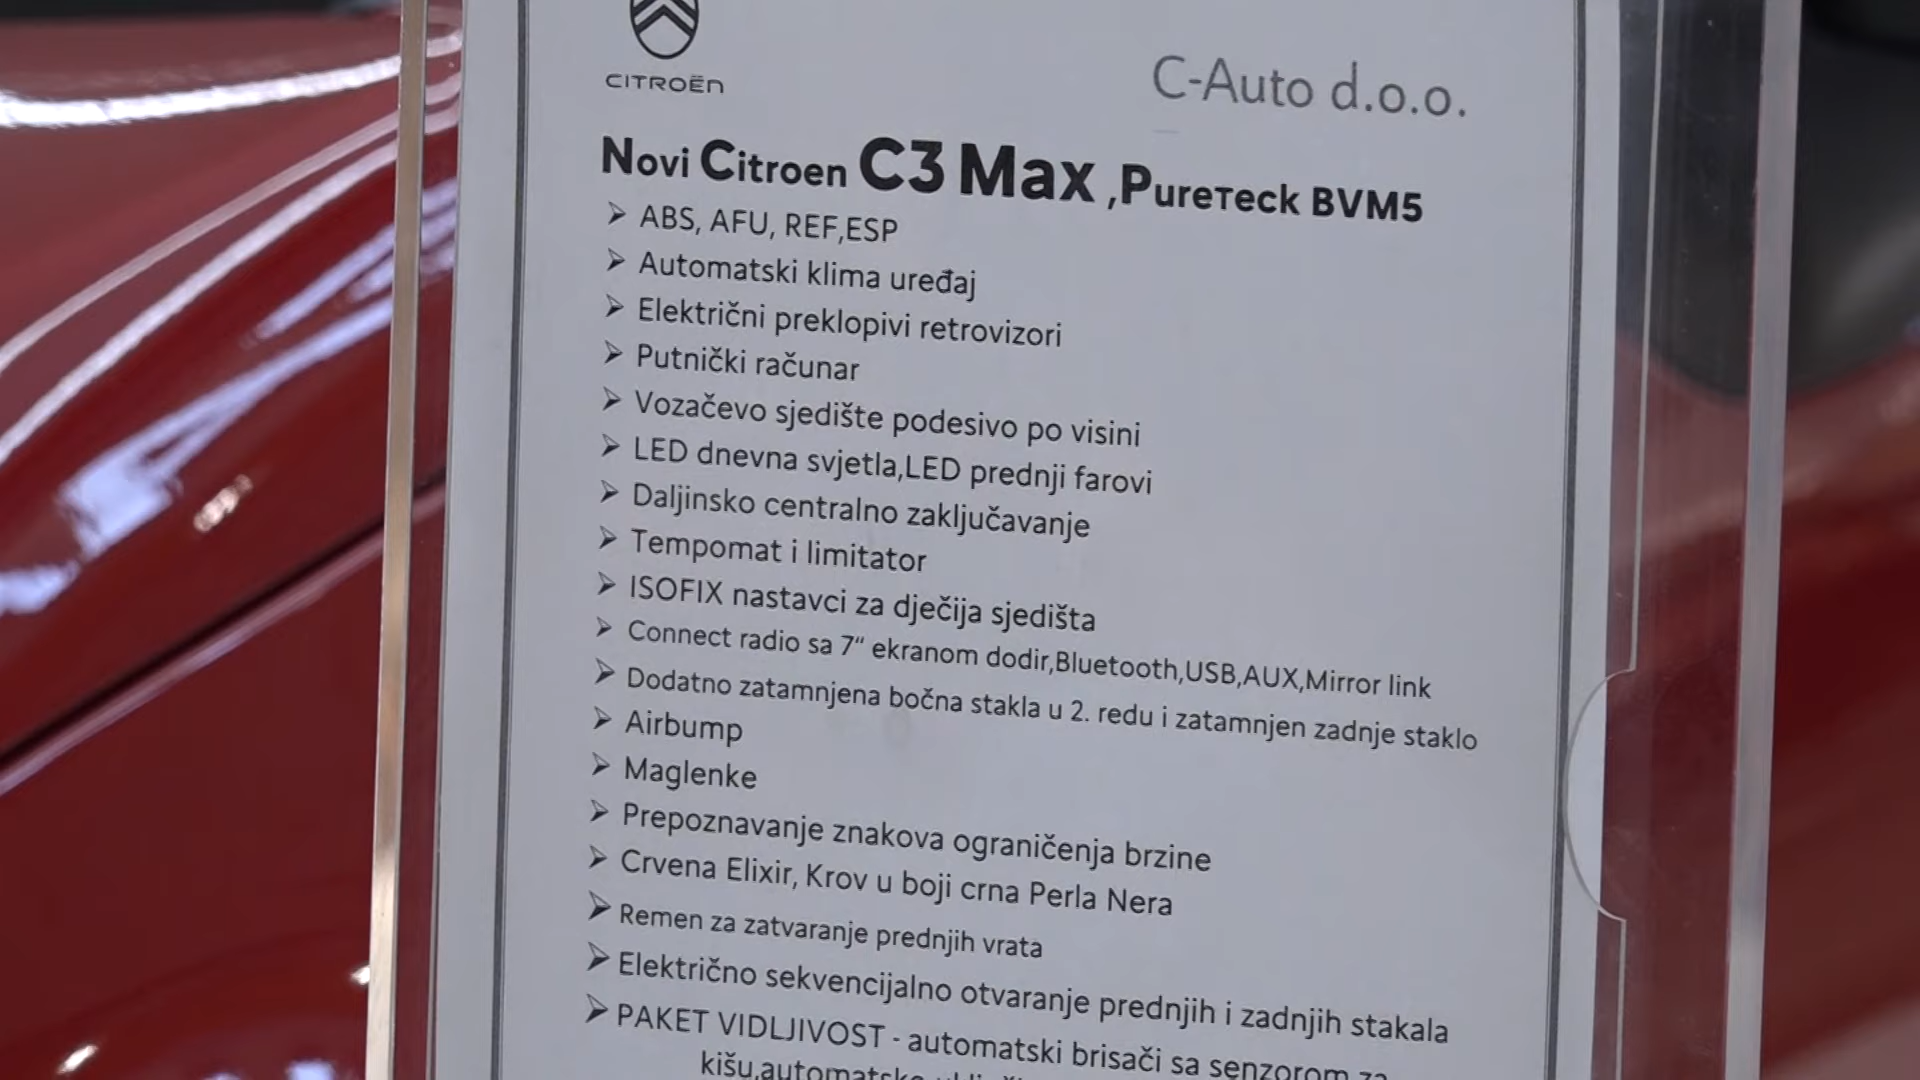 CITROËN
C-Auto d.o.o.
Novi Citroen C3 Max ,PureTeck BVM5
➢ ABS, AFU, REF,ESP
➢ Automatski klima uređaj
➢ Električni preklopivi retrovizori
➢ Putnički računar
➢ Vozačevo sjedište podesivo po visini
➢ LED dnevna svjetla,LED prednji farovi
➢ Daljinsko centralno zaključavanje
➢ Tempomat i limitator
➢ ISOFIX nastavci za dječija sjedišta
➢ Connect radio sa 7“ ekranom dodir,Bluetooth,USB,AUX,Mirror link
➢ Dodatno zatamnjena bočna stakla u 2. redu i zatamnjen zadnje staklo
➢ Airbump
➢ Maglenke
➢ Prepoznavanje znakova ograničenja brzine
➢ Crvena Elixir, Krov u boji crna Perla Nera
➢ Remen za zatvaranje prednjih vrata
➢ Električno sekvencijalno otvaranje prednjih i zadnjih stakala
➢ PAKET VIDLJIVOST - automatski brisači sa senzorom za
kišu,